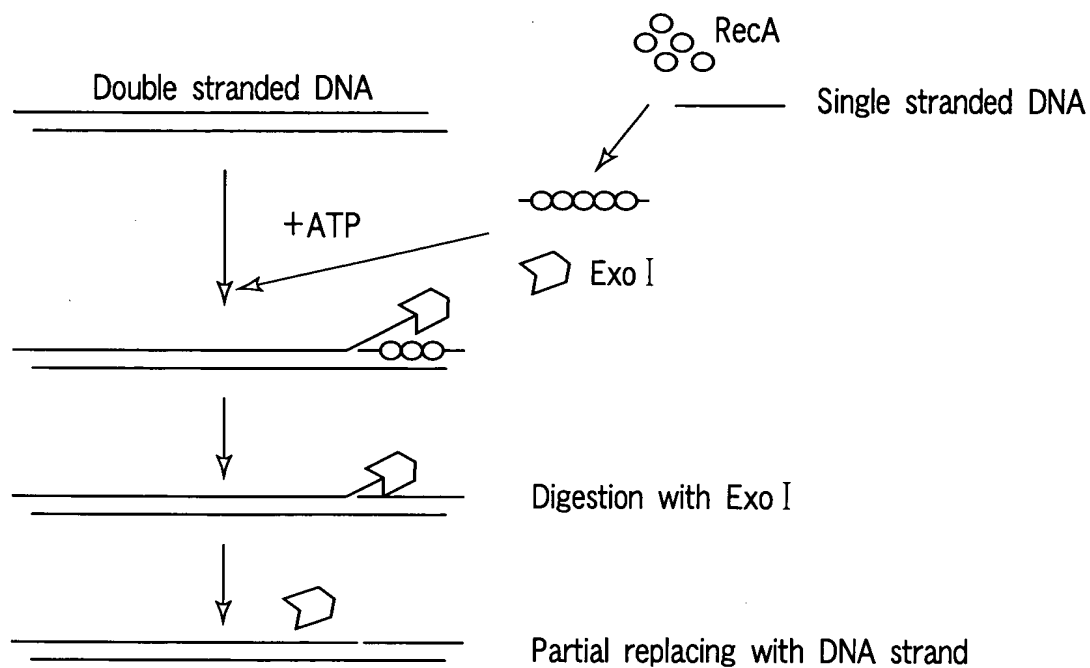 RecA
Double stranded DNA
Single stranded DNA
+ATP
Exo I
Digestion with Exo I
Partial replacing with DNA strand